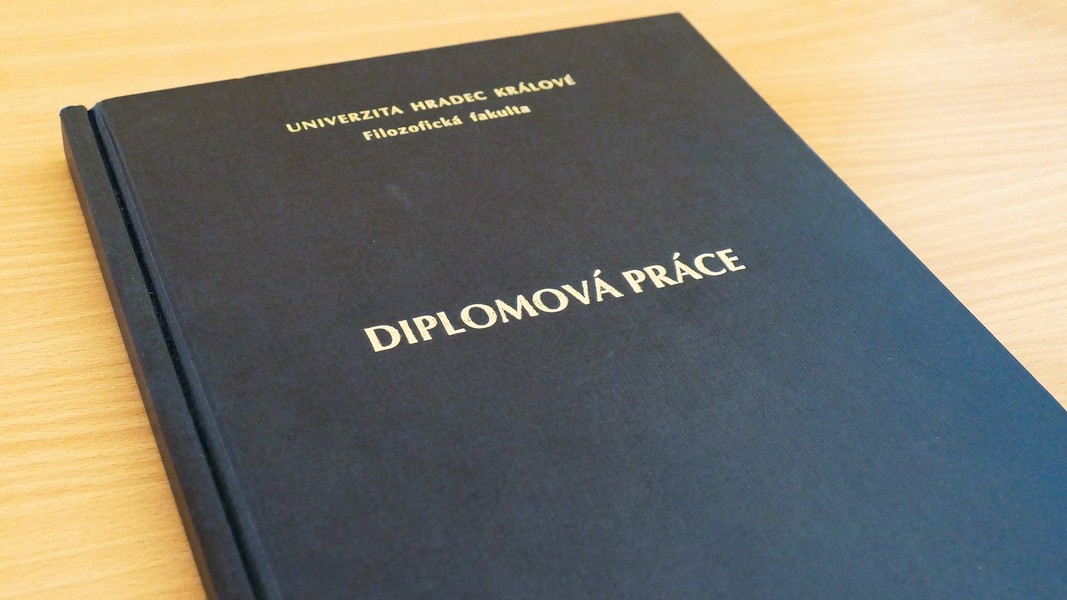 UNIVERZITA HRADEC KRÁLOVÉ
Filozofická fakulta
DIPLOMOVÁ PRÁCE